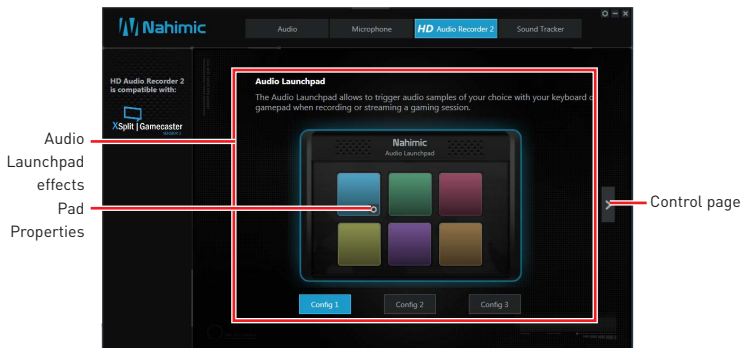 Nahimic
Audio
Microphone
HD Audio Recorder 2
Sound Tracker
HD Audio Recorder 2
is compatible with:
XSplit | Gamecaster
Audio Launchpad
The Audio Launchpad allows to trigger audio samples of your choice with your keyboard o
gamepad when recording or streaming a gaming session.
Nahimic
Audio Launchpad
Config 1
Config 2
Config 3
Audio
Launchpad
effects
Pad
Properties
Control page